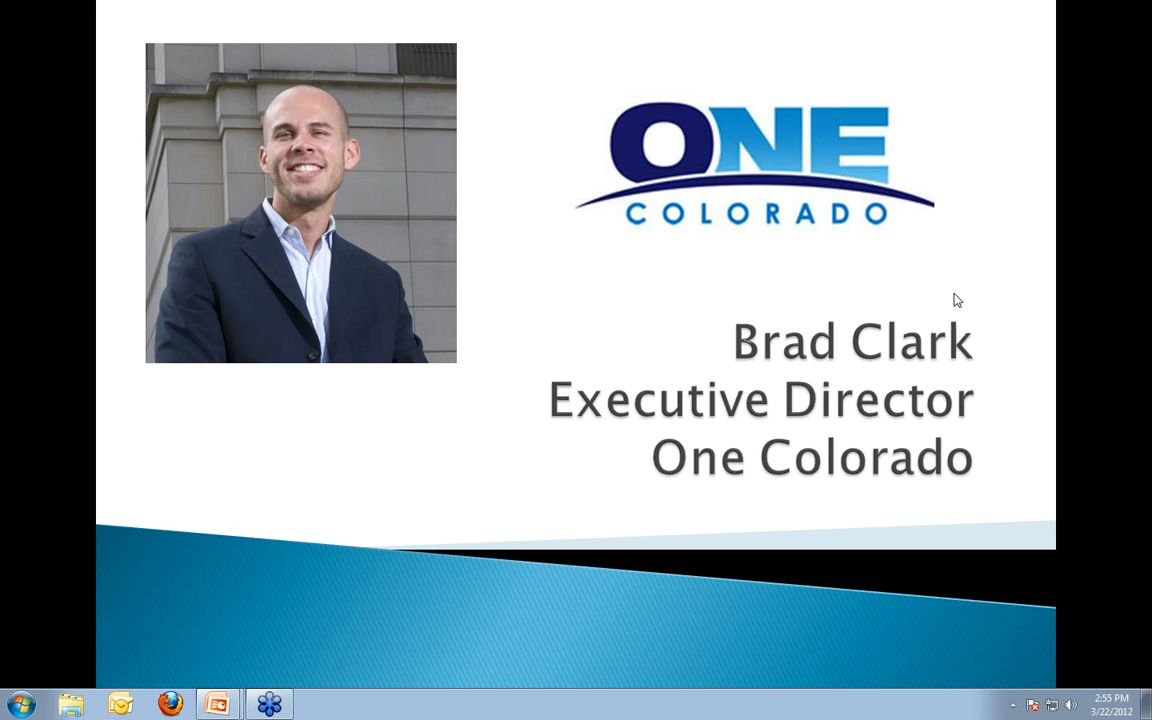 ONE
COLORADO
Brad Clark
Executive Director
One Colorado
2:55 PM
3/22/2012